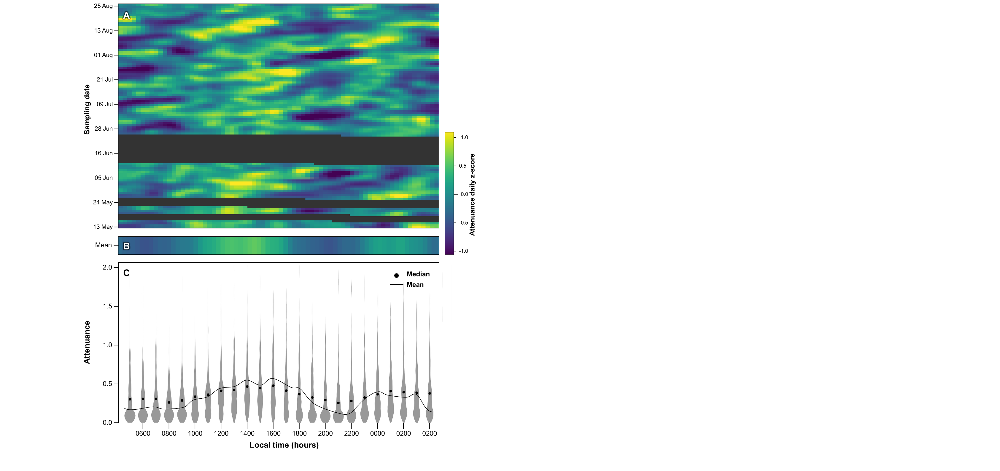 A
25 Aug
13 Aug
01 Aug
21 Jul
09 Jul
28 Jun
16 Jun
05 Jun
24 May
13 May
Sampling date
1.0
0.5
0.0
-0.5
-1.0
Attenuance daily z-score
Mean
B
C
Median
Mean
2.0
1.5
1.0
0.5
0.0
Attenuance
0600 0800 1000 1200 1400 1600 1800 2000 2200 0000 0200 0200
Local time (hours)